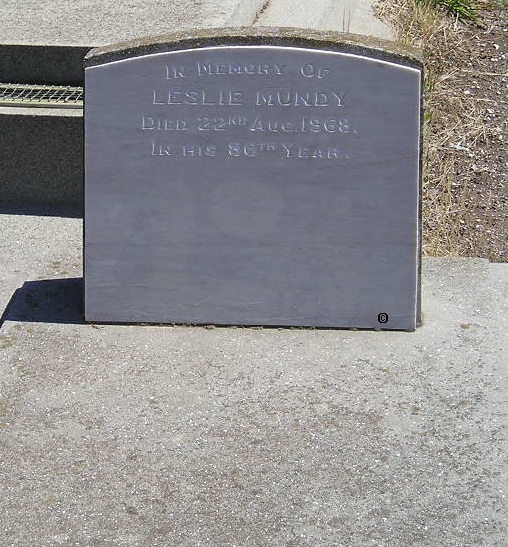 In Memory Of
LESLIE MUNDY
Died 22ND Aug. 1968,
In his 86TH Year.